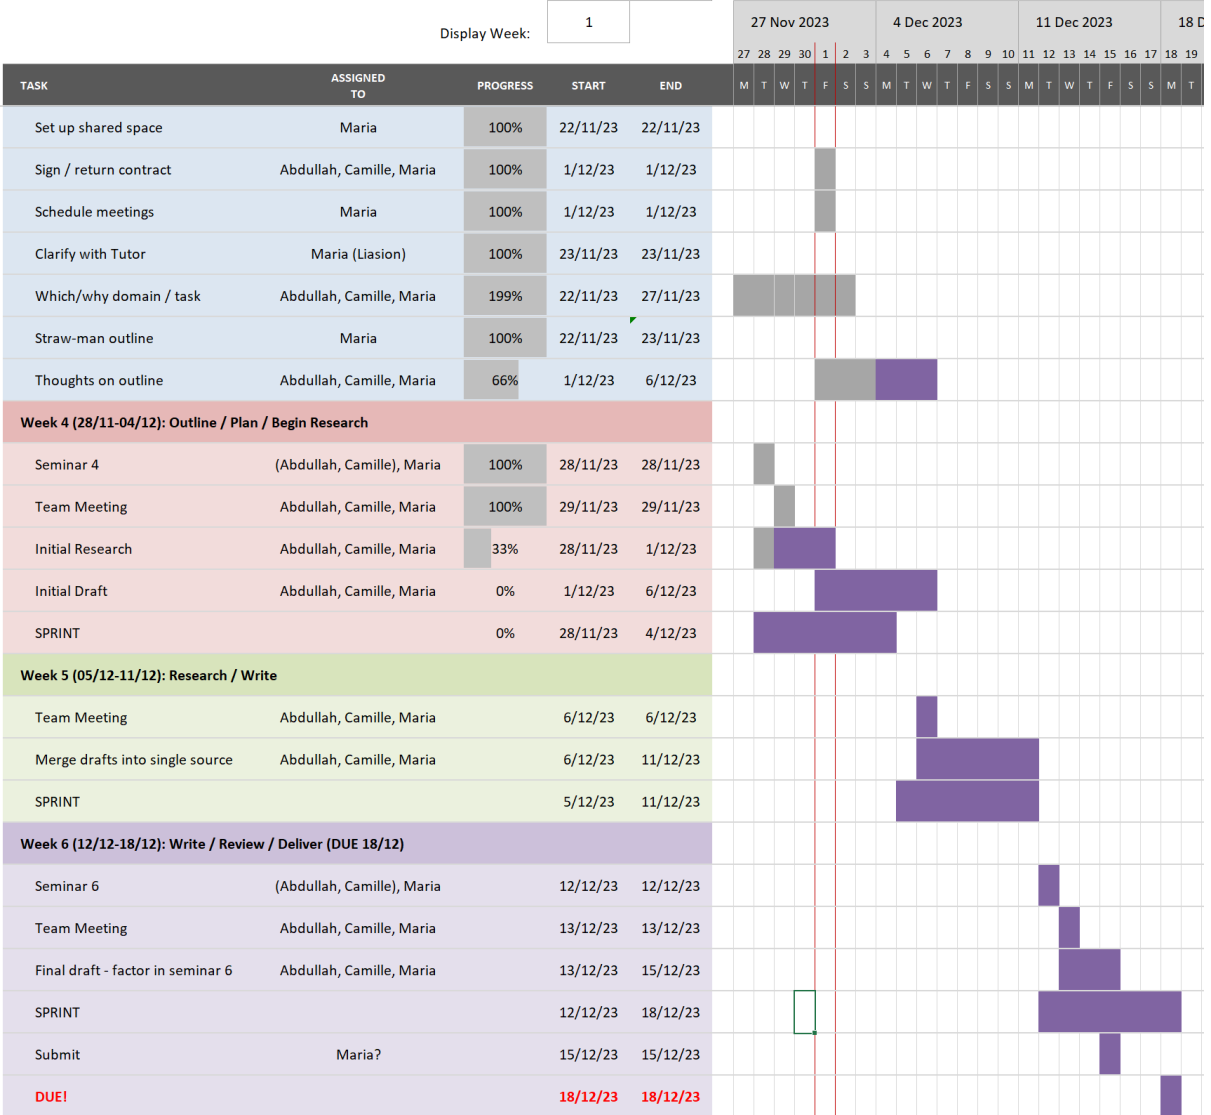 Display Week: 1 27 Nov 2023 4 Dec 2023 11 Dec 2023 18 D
27 28 29 30 1 2 3 4 5 6 7 8 9 10 11 12 13 14 15 16 17 18 19
TASK ASSIGNED TO PROGRESS START END M T W T F S S M T W T F S S M T W T F S S M T
Set up shared space Maria 100% 22/11/23 22/11/23
Sign / return contract Abdullah, Camille, Maria 100% 1/12/23 1/12/23
Schedule meetings Maria 100% 1/12/23 1/12/23
Clarify with Tutor Maria (Liasion) 100% 23/11/23 23/11/23
Which/why domain / task Abdullah, Camille, Maria 199% 22/11/23 27/11/23
Straw-man outline Maria 100% 22/11/23 23/11/23
Thoughts on outline Abdullah, Camille, Maria 66% 1/12/23 6/12/23
Week 4 (28/11-04/12): Outline / Plan / Begin Research
Seminar 4 (Abdullah, Camille), Maria 100% 28/11/23 28/11/23
Team Meeting Abdullah, Camille, Maria 100% 29/11/23 29/11/23
Initial Research Abdullah, Camille, Maria 33% 28/11/23 1/12/23
Initial Draft Abdullah, Camille, Maria 0% 1/12/23 6/12/23
SPRINT 0% 28/11/23 4/12/23
Week 5 (05/12-11/12): Research / Write
Team Meeting Abdullah, Camille, Maria 6/12/23 6/12/23
Merge drafts into single source Abdullah, Camille, Maria 6/12/23 11/12/23
SPRINT 5/12/23 11/12/23
Week 6 (12/12-18/12): Write / Review / Deliver (DUE 18/12)
Seminar 6 (Abdullah, Camille), Maria 12/12/23 12/12/23
Team Meeting Abdullah, Camille, Maria 13/12/23 13/12/23
Final draft - factor in seminar 6 Abdullah, Camille, Maria 13/12/23 15/12/23
SPRINT 12/12/23 18/12/23
Submit Maria? 15/12/23 15/12/23
DUE! 18/12/23 18/12/23